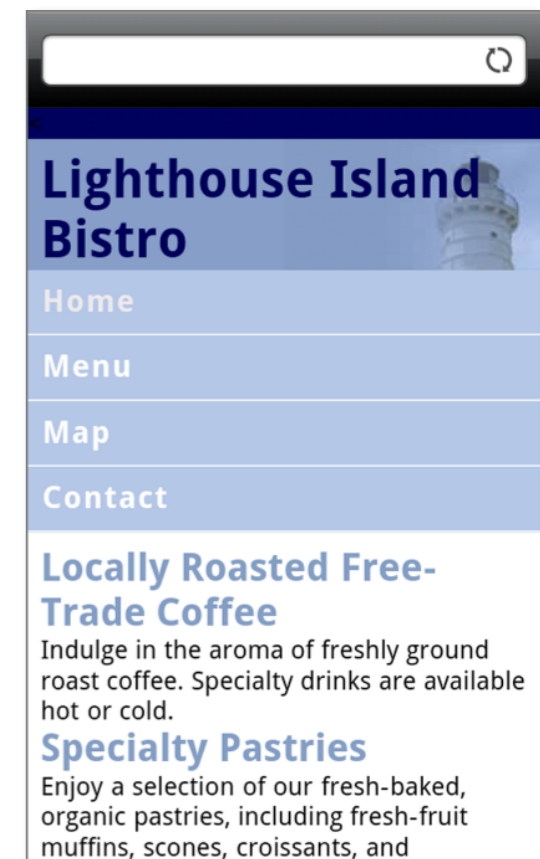 <
Lighthouse Island
Bistro
Home
Menu
Map
Contact
Locally Roasted Free-
Trade Coffee
Indulge in the aroma of freshly ground
roast coffee. Specialty drinks are available
hot or cold.
Specialty Pastries
Enjoy a selection of our fresh-baked,
organic pastries, including fresh-fruit
muffins, scones, croissants, and